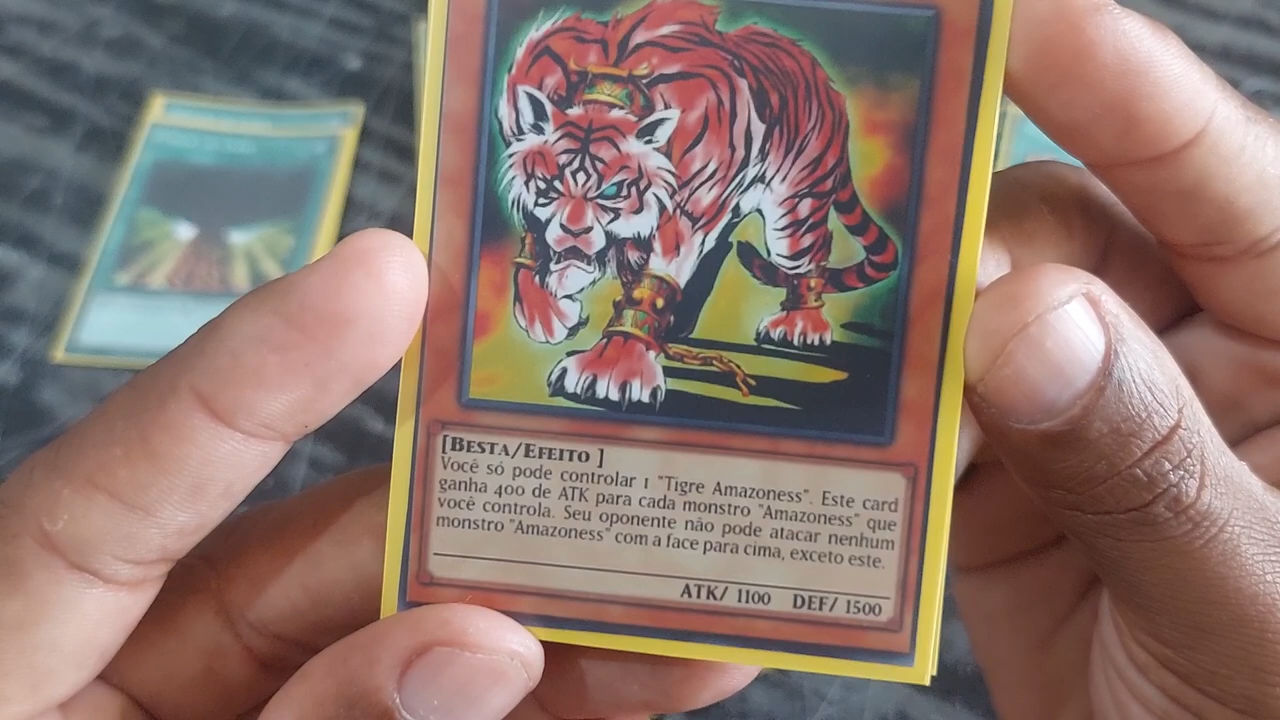 [BESTA/EFEITO ]
Você só pode controlar 1 "Tigre Amazoness". Este card
ganha 400 de ATK para cada monstro "Amazoness" que
você controla. Seu oponente não pode atacar nenhum
monstro "Amazoness" com a face para cima, exceto este.
ATK/ 1100 DEF/ 1500